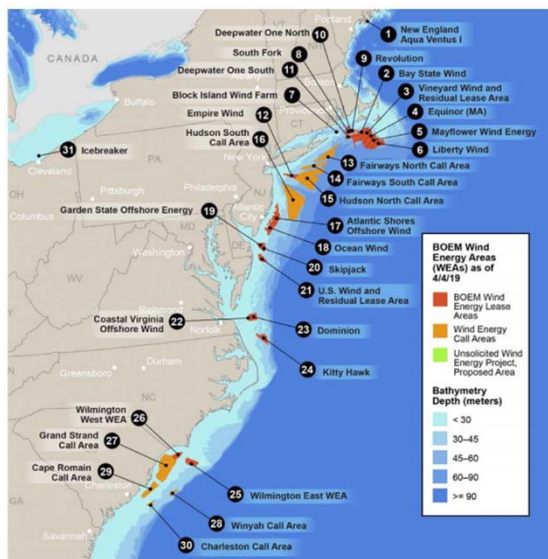 CANADA
Portland
NH
VT
Deepwater One North
10
1
New England
Aqua Ventus I
South Fork
8
9
Revolution
Deepwater One South
11
2
Bay State Wind
Block Island Wind Farm
7
3
Vineyard Wind and
Residual Lease Area
Buffalo
Boston
Providence
CT
Empire Wind
12
4
Equinor (MA)
Hudson South
Call Area
16
5
Mayflower Wind Energy
6
Liberty Wind
31
Icebreaker
Cleveland
PA
New York
13
Fairways North Call Area
14
Fairways South Call Area
15
Hudson North Call Area
OH
Pittsburgh
Philadelphia
NJ
Columbus
Garden State Offshore Energy
19
Atlantic
City
17
Atlantic Shores
Offshore Wind
MD
DE
18
Ocean Wind
WV
Washington
20
Skipjack
21
U.S. Wind and
Residual Lease Area
Coastal Virginia
Offshore Wind
22
Richmond
Norfolk
23
Dominion
24
Kitty Hawk
Durham
Greensboro
NC
Wilmington
West WEA
26
Grand Strand
Call Area
27
Cape Romain
Call Area
29
Charleston
25
Wilmington East WEA
GA
28
Winyah Call Area
Savannah
30
Charleston Call Area
BOEM Wind
Energy Areas
(WEAs) as of
4/4/19
BOEM Wind
Energy Lease
Areas
Wind Energy
Call Areas
Unsolicited Wind
Energy Project,
Proposed Area
Bathymetry
Depth (meters)
< 30
30–45
45–60
60–90
>= 90